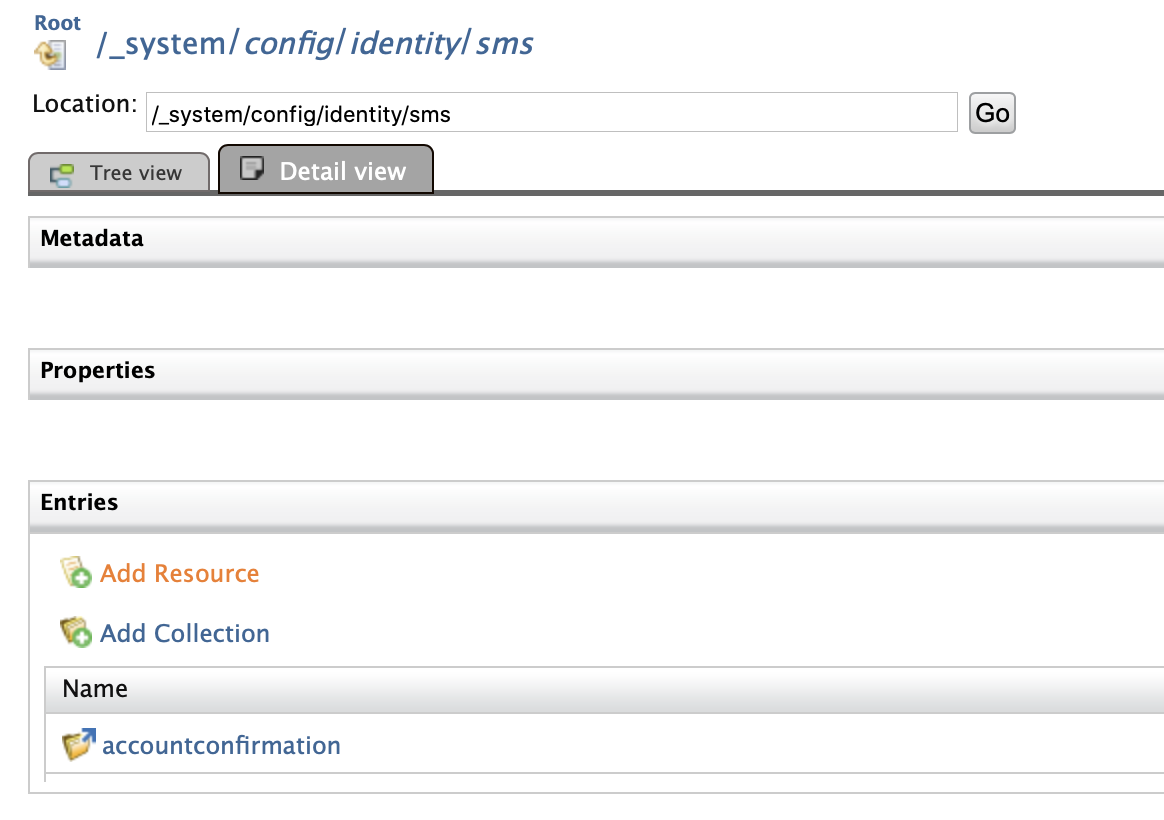 Root
/_system/config/identity/sms
Location: /_system/config/identity/sms Go
Tree view Detail view
Metadata
Properties
Entries
Add Resource
Add Collection
Name
accountconfirmation